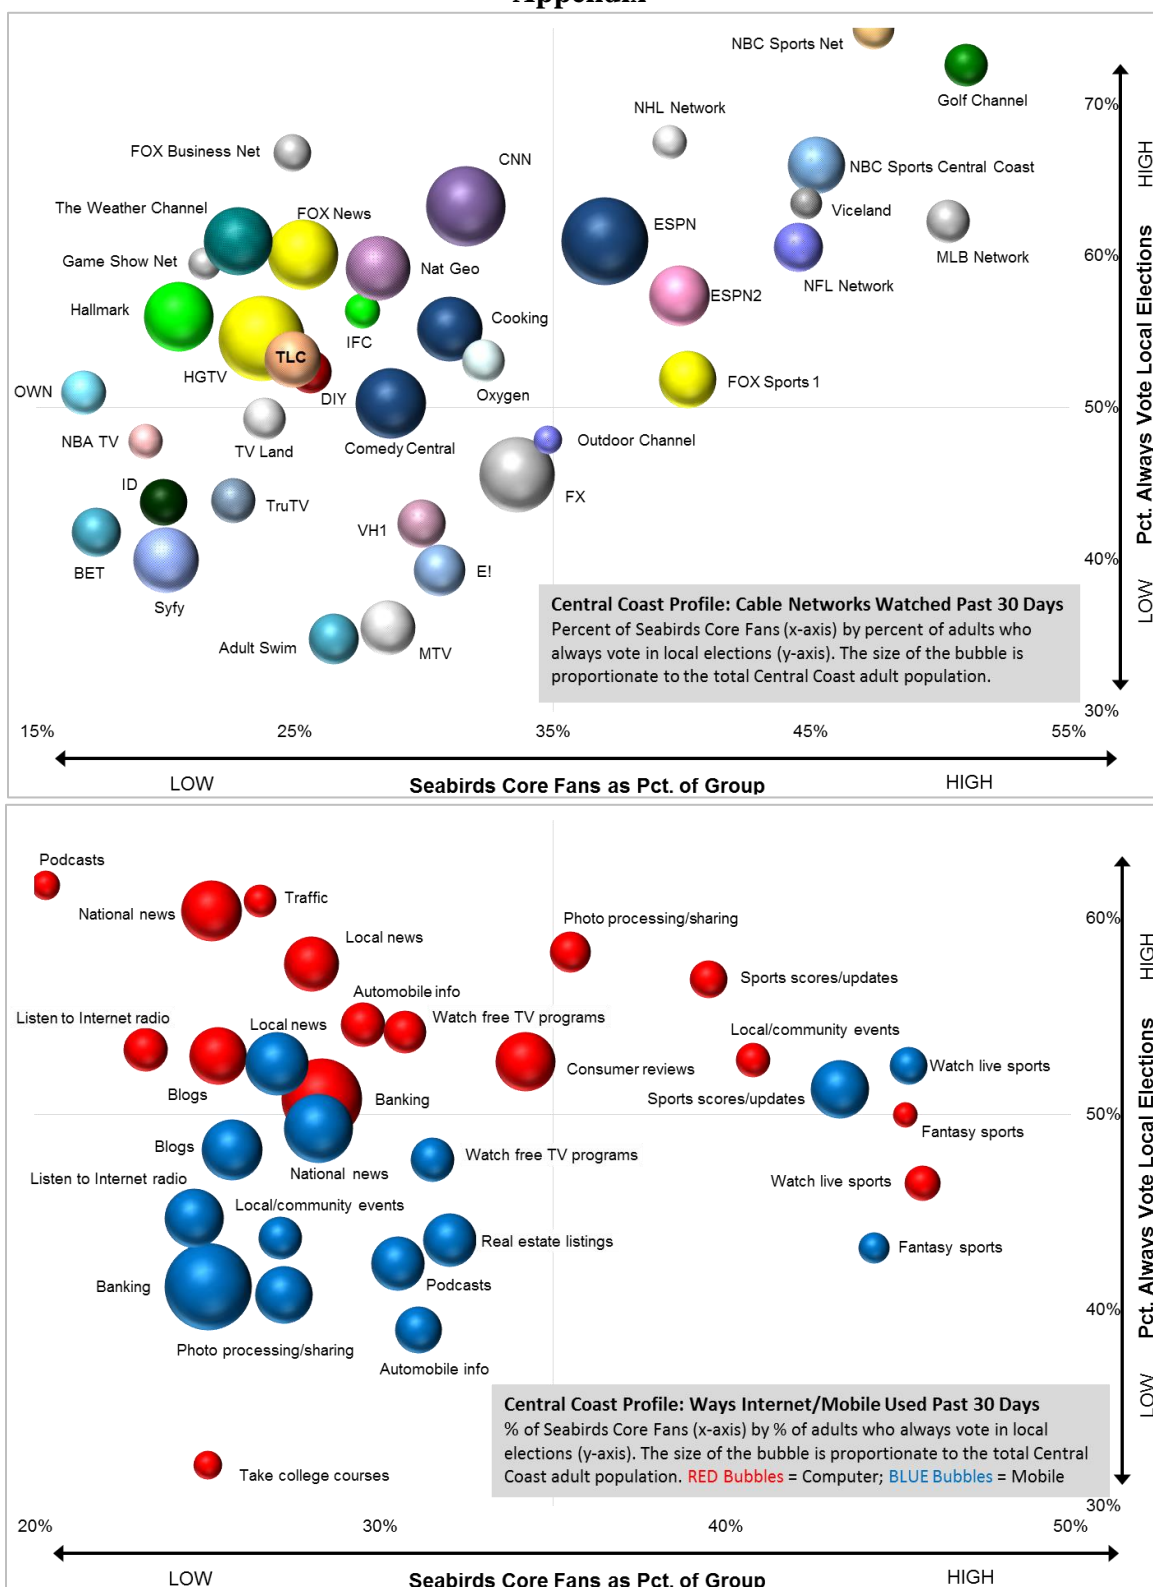 Appendix
NBC Sports Net
Golf Channel
70%
NHL Network
HIGH
FOX Business Net
CNN
NBC Sports Central Coast
The Weather Channel
FOX News
Viceland
ESPN
MLB Network
60%
Game Show Net
Nat Geo
NFL Network
Hallmark
ESPN2
Cooking
IFC
TLC
HGTV
FOX Sports 1
OWN
DIY
Oxygen
50%
NBA TV
TV Land
Comedy Central
Outdoor Channel
ID
TruTV
FX
VH1
BET
E!
40%
Syfy
Adult Swim
MTV
Pct. Always Vote Local Elections
LOW
Central Coast Profile: Cable Networks Watched Past 30 Days
Percent of Seabirds Core Fans (x-axis) by percent of adults who
always vote in local elections (y-axis). The size of the bubble is
proportionate to the total Central Coast adult population.
30%
15%
25%
35%
45%
55%
LOW
Seabirds Core Fans as Pct. of Group
HIGH
Podcasts
National news
Traffic
Photo processing/sharing
60%
Local news
HIGH
Sports scores/updates
Automobile info
Listen to Internet radio
Local news
Watch free TV programs
Local/community events
Consumer reviews
Watch live sports
Blogs
Banking
Sports scores/updates
50%
Fantasy sports
Blogs
National news
Watch free TV programs
Listen to Internet radio
Watch live sports
Local/community events
Real estate listings
Fantasy sports
Banking
Podcasts
40%
Photo processing/sharing
Automobile info
Pct. Always Vote Local Elections
LOW
Central Coast Profile: Ways Internet/Mobile Used Past 30 Days
% of Seabirds Core Fans (x-axis) by % of adults who always vote in local
elections (y-axis). The size of the bubble is proportionate to the total Central
Coast adult population. RED Bubbles = Computer; BLUE Bubbles = Mobile
Take college courses
30%
20%
30%
40%
50%
LOW
Seabirds Core Fans as Pct. of Group
HIGH